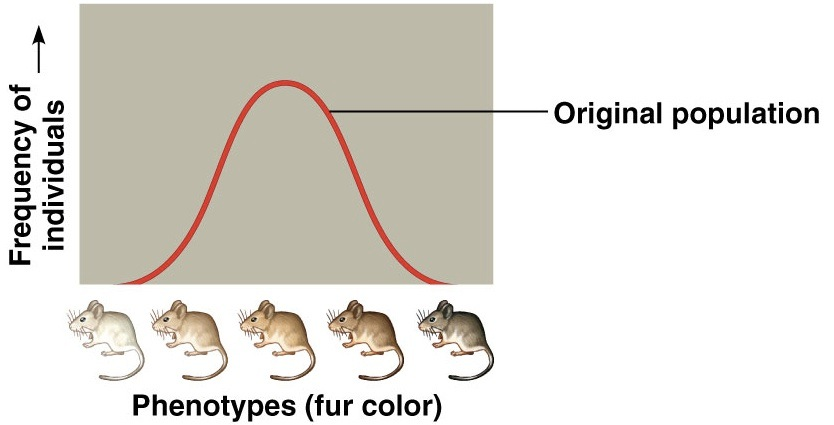 Frequency of
individuals
Original population
Phenotypes (fur color)